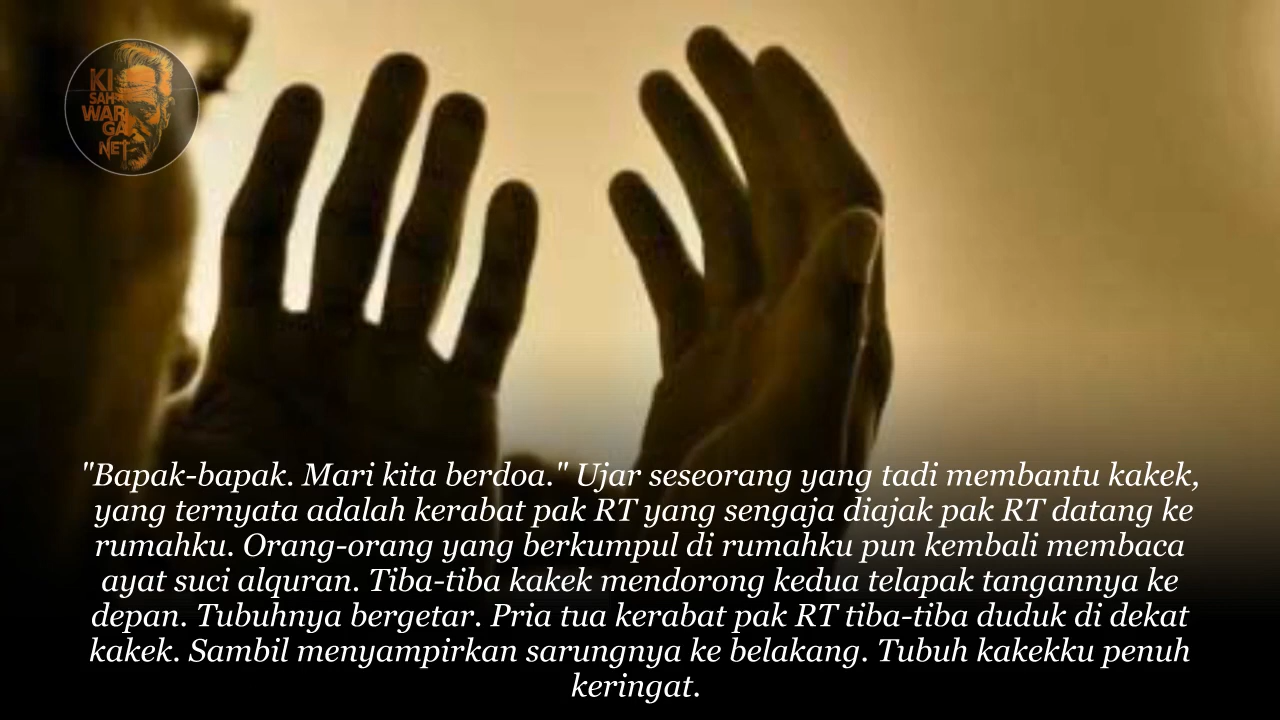 KI
SAH
WAR
GA
NET
"Bapak-bapak. Mari kita berdoa." Ujar seseorang yang tadi membantu kakek,
yang ternyata adalah kerabat pak RT yang sengaja diajak pak RT datang ke
rumahku. Orang-orang yang berkumpul di rumahku pun kembali membaca
ayat suci alquran. Tiba-tiba kakek mendorong kedua telapak tangannya ke
depan. Tubuhnya bergetar. Pria tua kerabat pak RT tiba-tiba duduk di dekat
kakek. Sambil menyampirkan sarungnya ke belakang. Tubuh kakekku penuh
keringat.